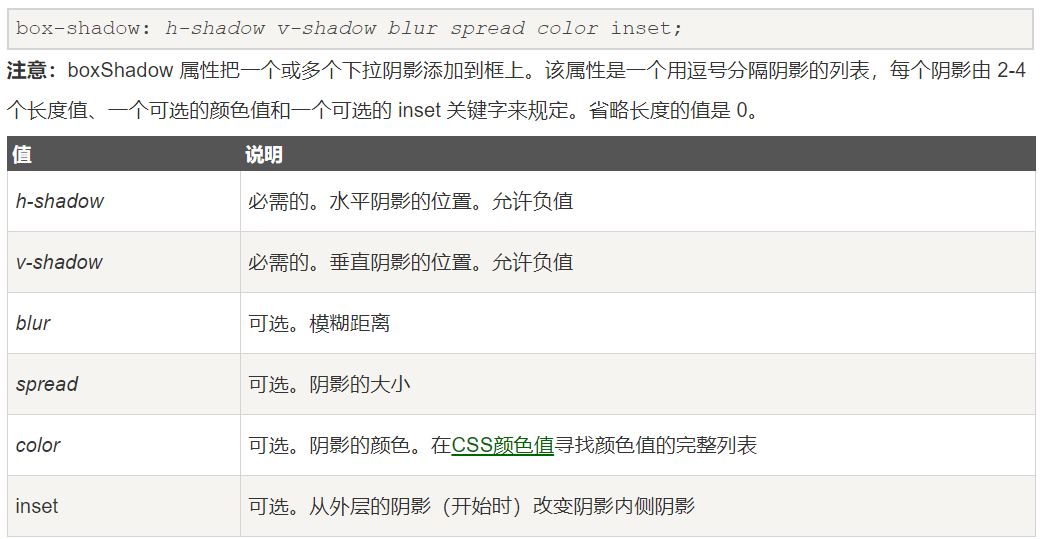 box-shadow: h-shadow v-shadow blur spread color inset;
注意：boxShadow 属性把一个或多个下拉阴影添加到框上。该属性是一个用逗号分隔阴影的列表，每个阴影由 2-4
个长度值、一个可选的颜色值和一个可选的 inset 关键字来规定。省略长度的值是 0。
值 说明
h-shadow 必需的。水平阴影的位置。允许负值
v-shadow 必需的。垂直阴影的位置。允许负值
blur 可选。模糊距离
spread 可选。阴影的大小
color 可选。阴影的颜色。在CSS颜色值寻找颜色值的完整列表
inset 可选。从外层的阴影（开始时）改变阴影内侧阴影